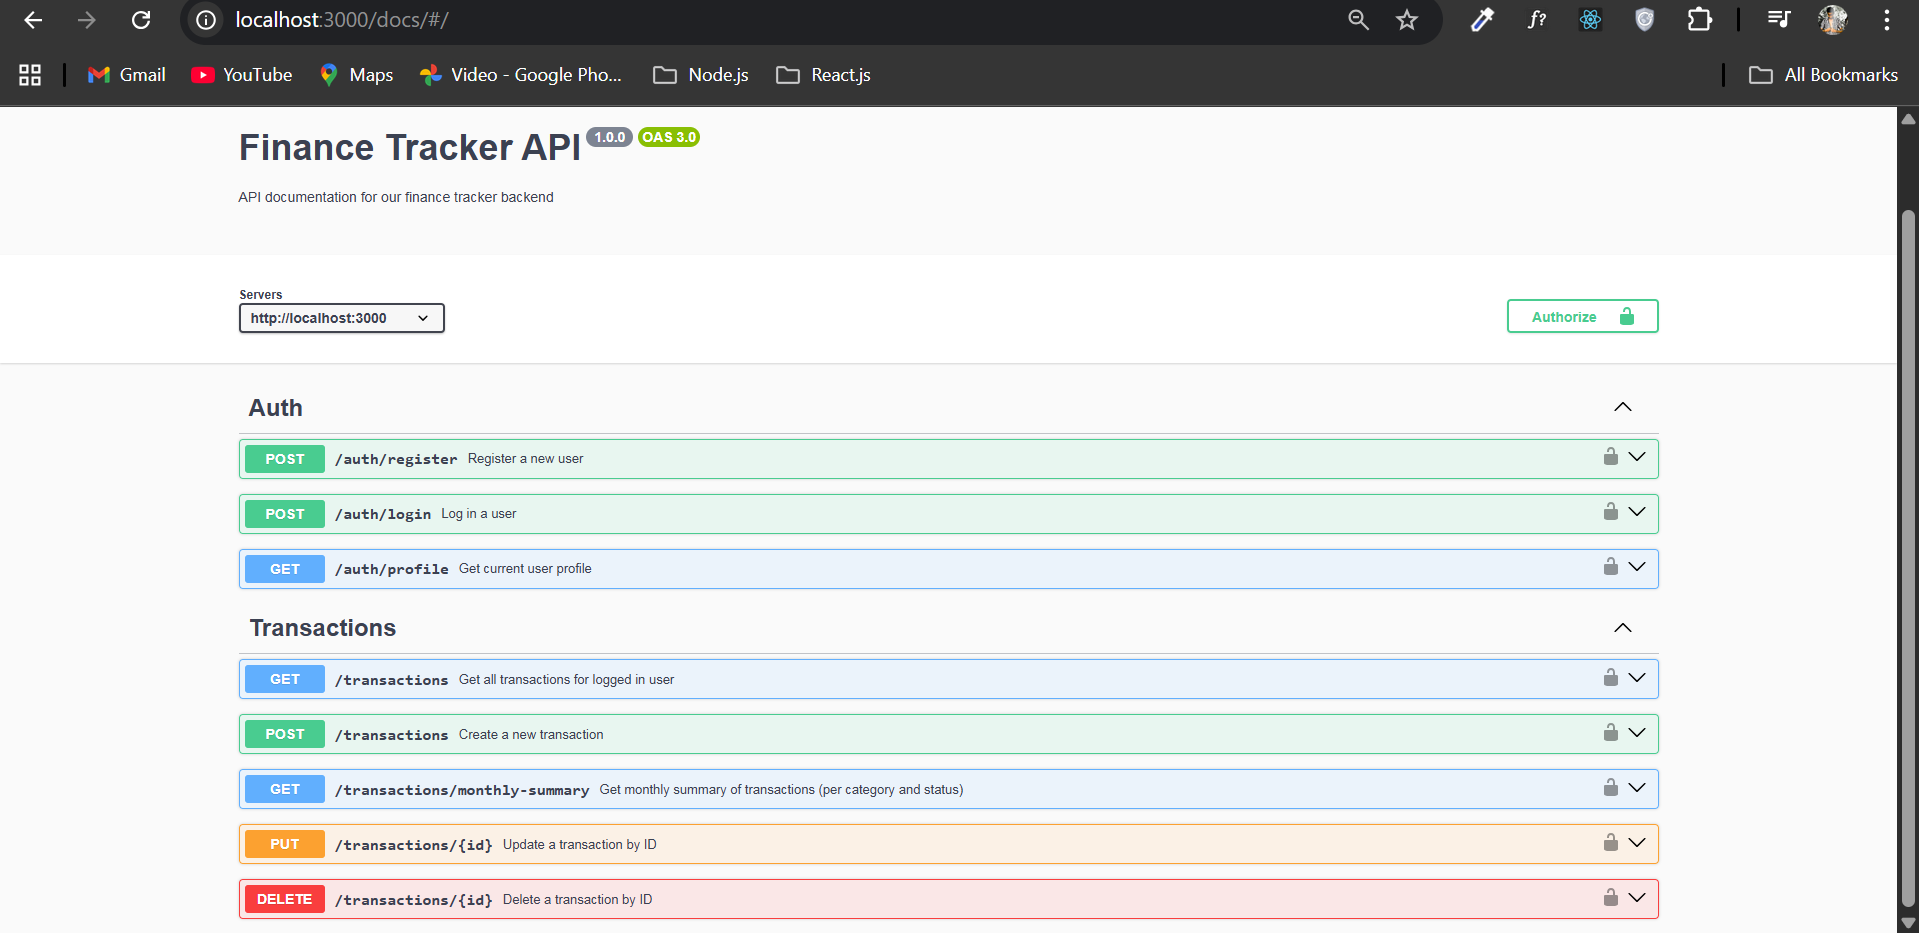 localhost:3000/docs/#/
f?
Gmail
YouTube
Maps
Video - Google Pho...
Node.js
React.js
All Bookmarks
Finance Tracker API 1.0.0 OAS 3.0
API documentation for our finance tracker backend
Servers
http://localhost:3000
Authorize
Auth
POST /auth/register Register a new user
POST /auth/login Log in a user
GET /auth/profile Get current user profile
Transactions
GET /transactions Get all transactions for logged in user
POST /transactions Create a new transaction
GET /transactions/monthly-summary Get monthly summary of transactions (per category and status)
PUT /transactions/{id} Update a transaction by ID
DELETE /transactions/{id} Delete a transaction by ID